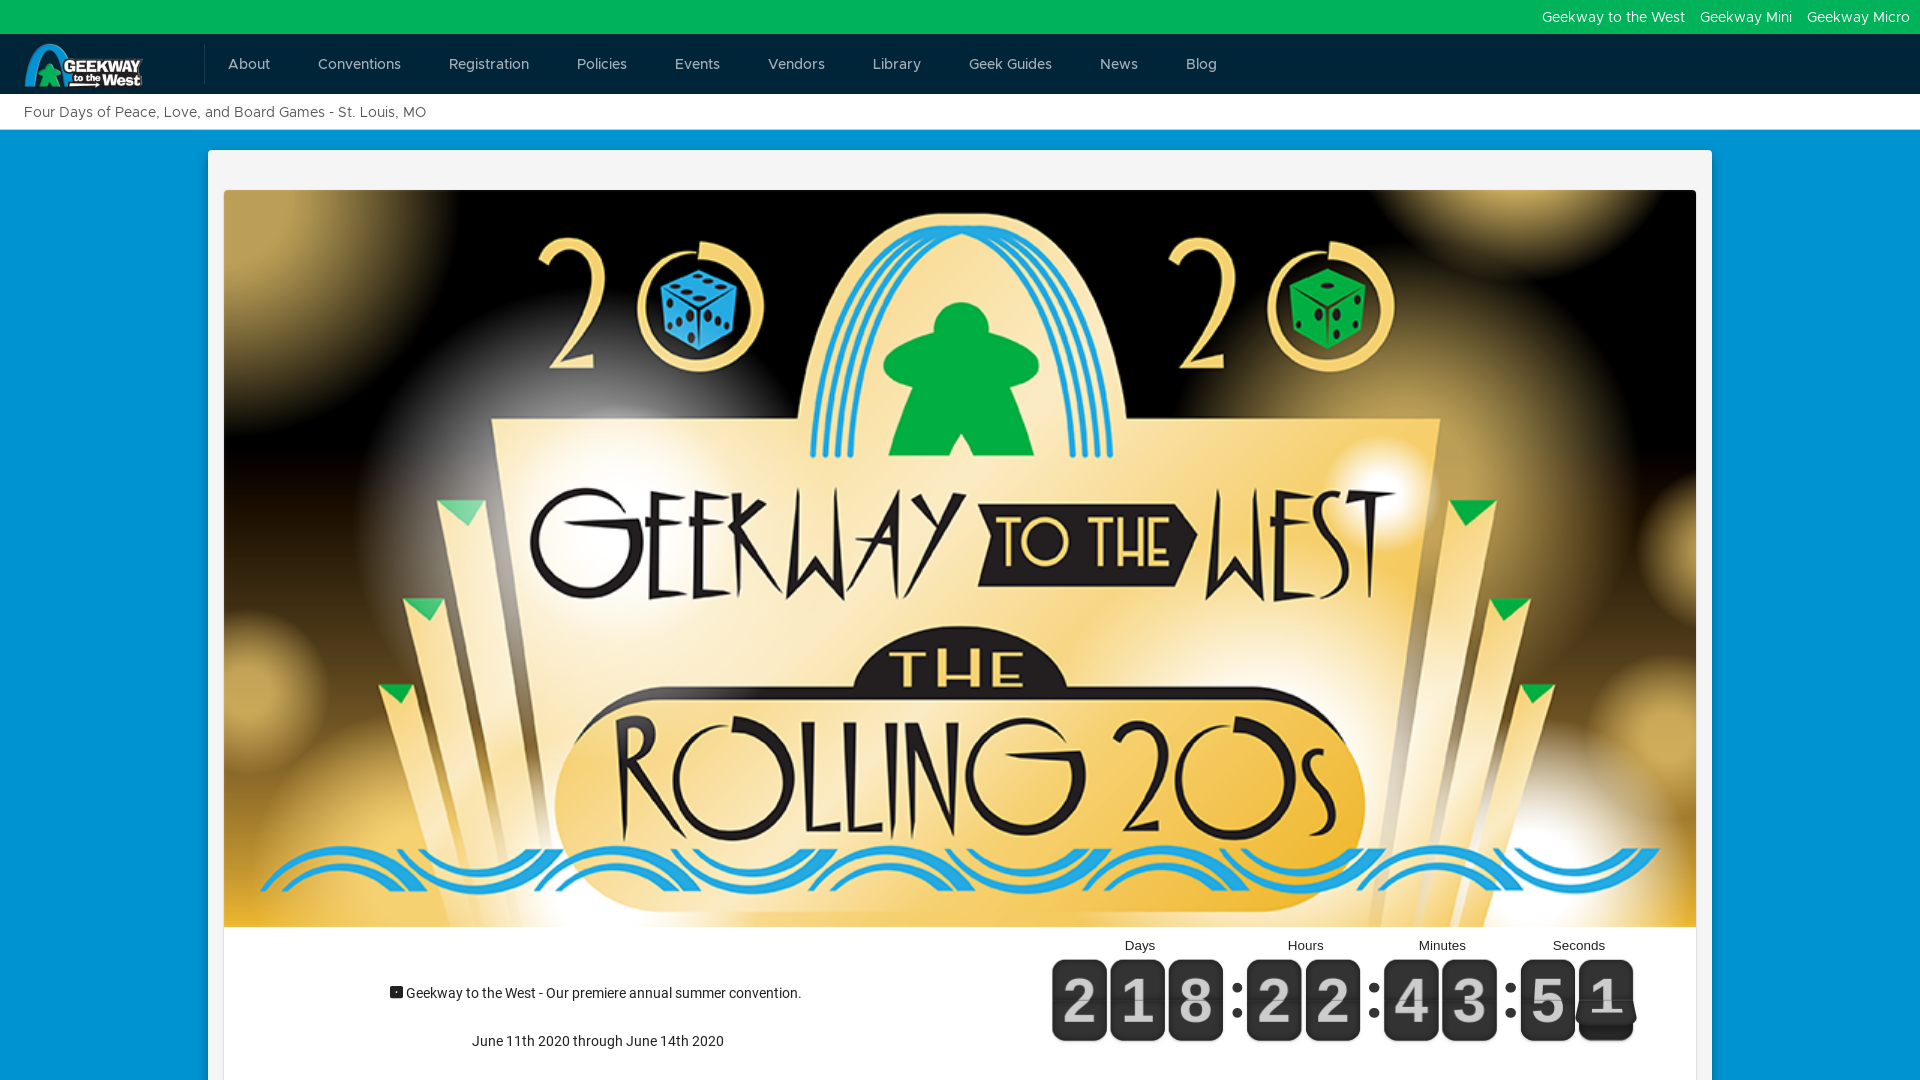 Geekway to the West Geekway Mini Geekway Micro
GEEKWAY
to the West
About Conventions Registration Policies Events Vendors Library Geek Guides News Blog
Four Days of Peace, Love, and Board Games - St. Louis, MO
20 20
GEEKWAY TO THE WEST
THE
ROLLING 20s
Days Hours Minutes Seconds
218 : 22 : 43 : 51
Geekway to the West - Our premiere annual summer convention.
June 11th 2020 through June 14th 2020